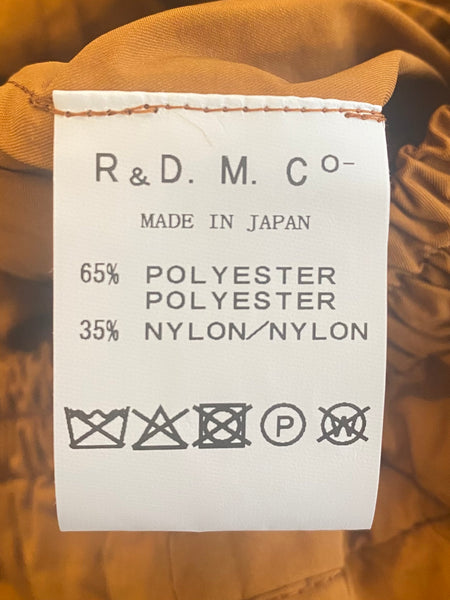 R & D. M. Co-
MADE IN JAPAN
65% POLYESTER
POLYESTER
35% NYLON/NYLON
P W